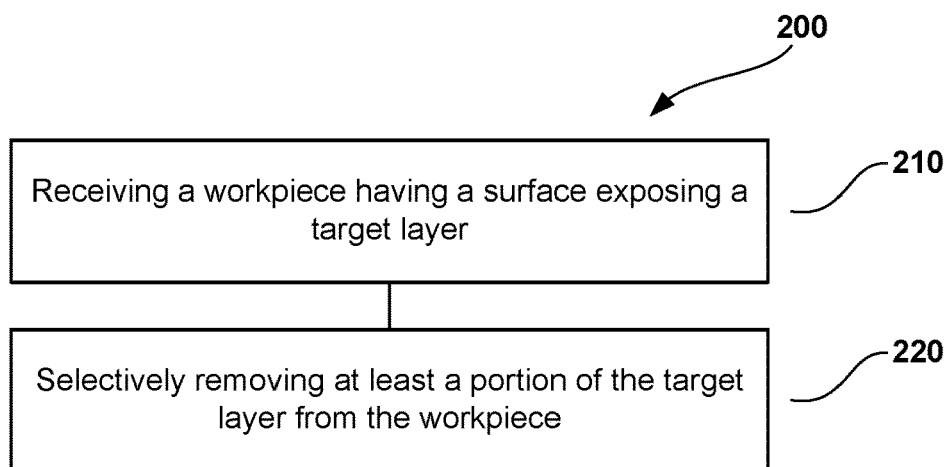 200
Receiving a workpiece having a surface exposing a
target layer
210
Selectively removing at least a portion of the target
layer from the workpiece
220